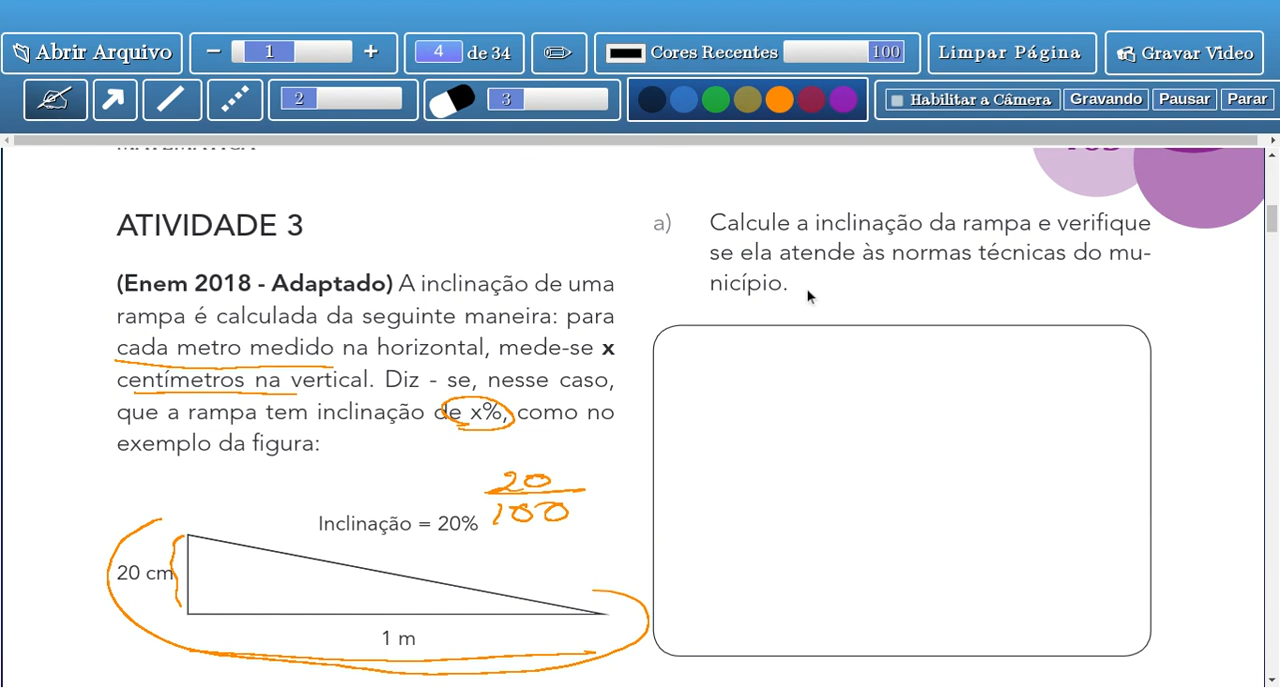 Abrir Arquivo
− 1 +
4 de 34
Cores Recentes 100
Limpar Página
Gravar Video
2
3
Habilitar a Câmera Gravando Pausar Parar
ATIVIDADE 3
(Enem 2018 - Adaptado) A inclinação de uma
rampa é calculada da seguinte maneira: para
cada metro medido na horizontal, mede-se x
centímetros na vertical. Diz - se, nesse caso,
que a rampa tem inclinação de x%, como no
exemplo da figura:
20
100
Inclinação = 20%
20 cm
1 m
a) Calcule a inclinação da rampa e verifique
se ela atende às normas técnicas do mu-
nicípio.